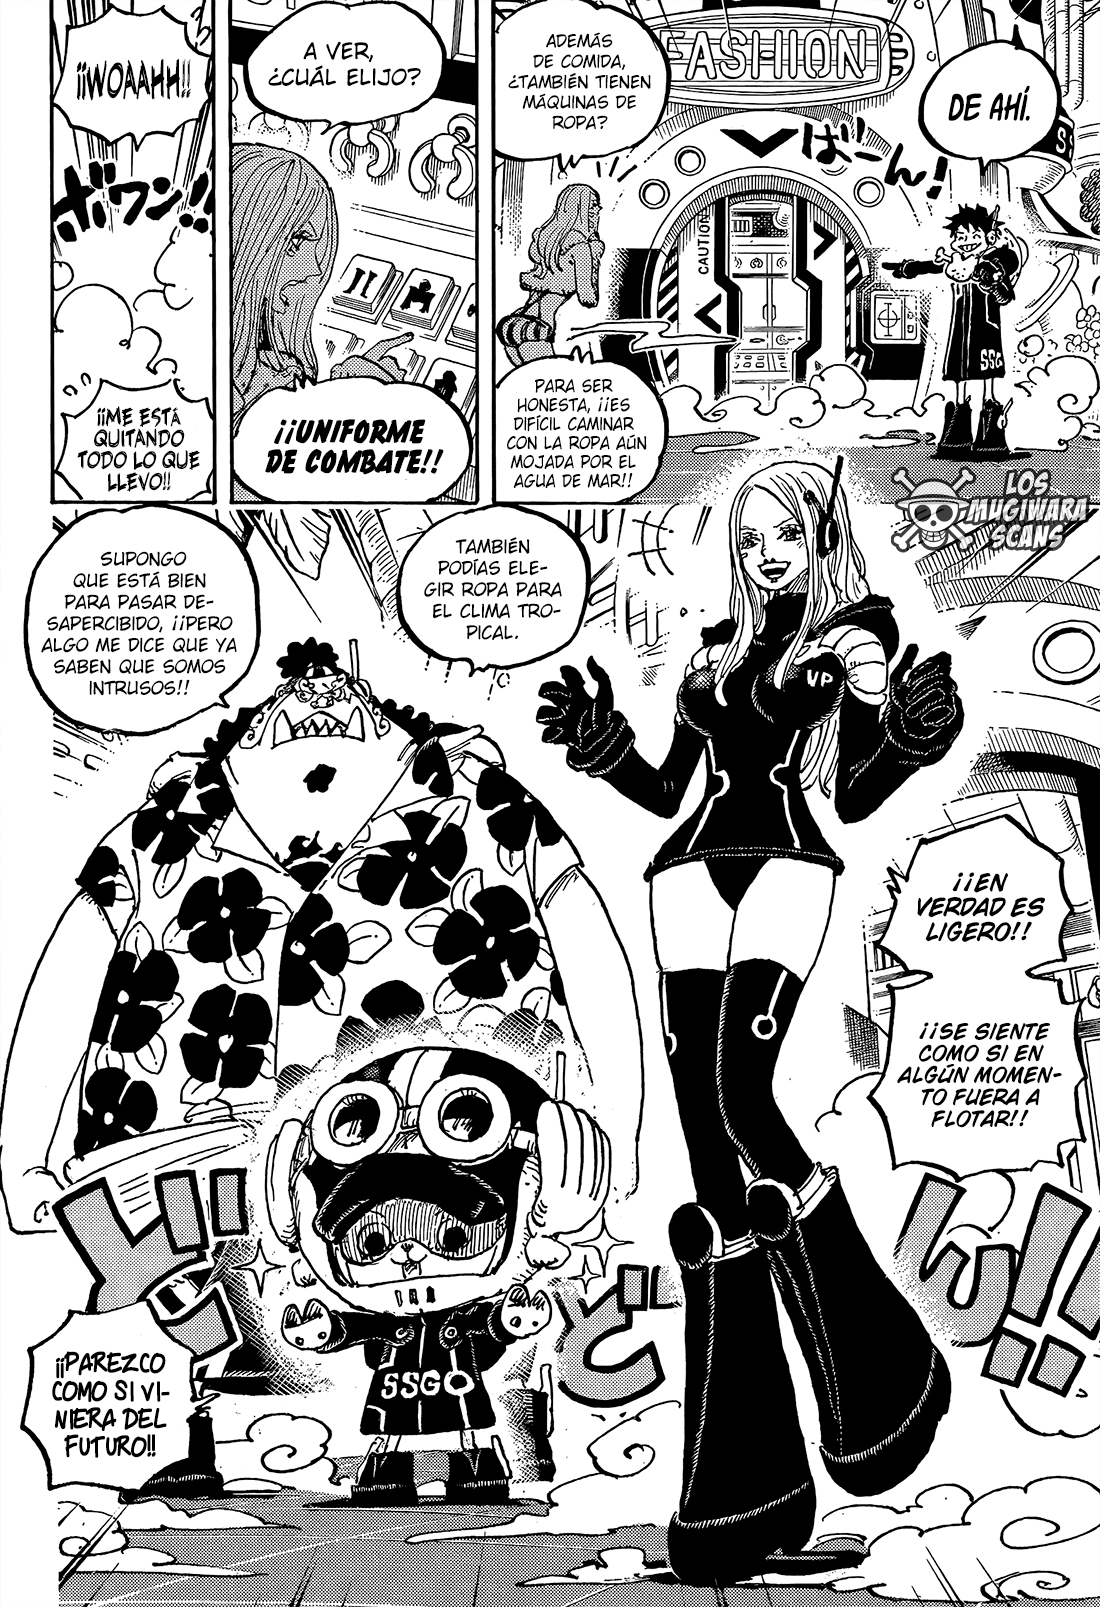 FASHION
DE AHÍ.
ばーん!
ADEMÁS
DE COMIDA,
¿TAMBIÉN TIENEN
MÁQUINAS DE
ROPA?
CAUTION
SSG
PARA SER
HONESTA, ¡¡ES
DIFÍCIL CAMINAR
CON LA ROPA AÚN
MOJADA POR EL
AGUA DE MAR!!
A VER,
¿CUÁL ELIJO?
¡¡UNIFORME
DE COMBATE!!
¡¡WOAAHH!!
ボワン!!
¡¡ME ESTÁ
QUITANDO
TODO LO QUE
LLEVO!!
LOS
MUGIWARA
SCANS
TAMBIÉN
PODÍAS ELE-
GIR ROPA PARA
EL CLIMA TRO-
PICAL.
SUPONGO
QUE ESTÁ BIEN
PARA PASAR DE-
SAPERCIBIDO, ¡¡PERO
ALGO ME DICE QUE YA
SABEN QUE SOMOS
INTRUSOS!!
VP
¡¡EN
VERDAD ES
LIGERO!!
¡¡SE SIENTE
COMO SI EN
ALGÚN MOMEN-
TO FUERA A
FLOTAR!!
SSG
¡¡PAREZCO
COMO SI VI-
NIERA DEL
FUTURO!!